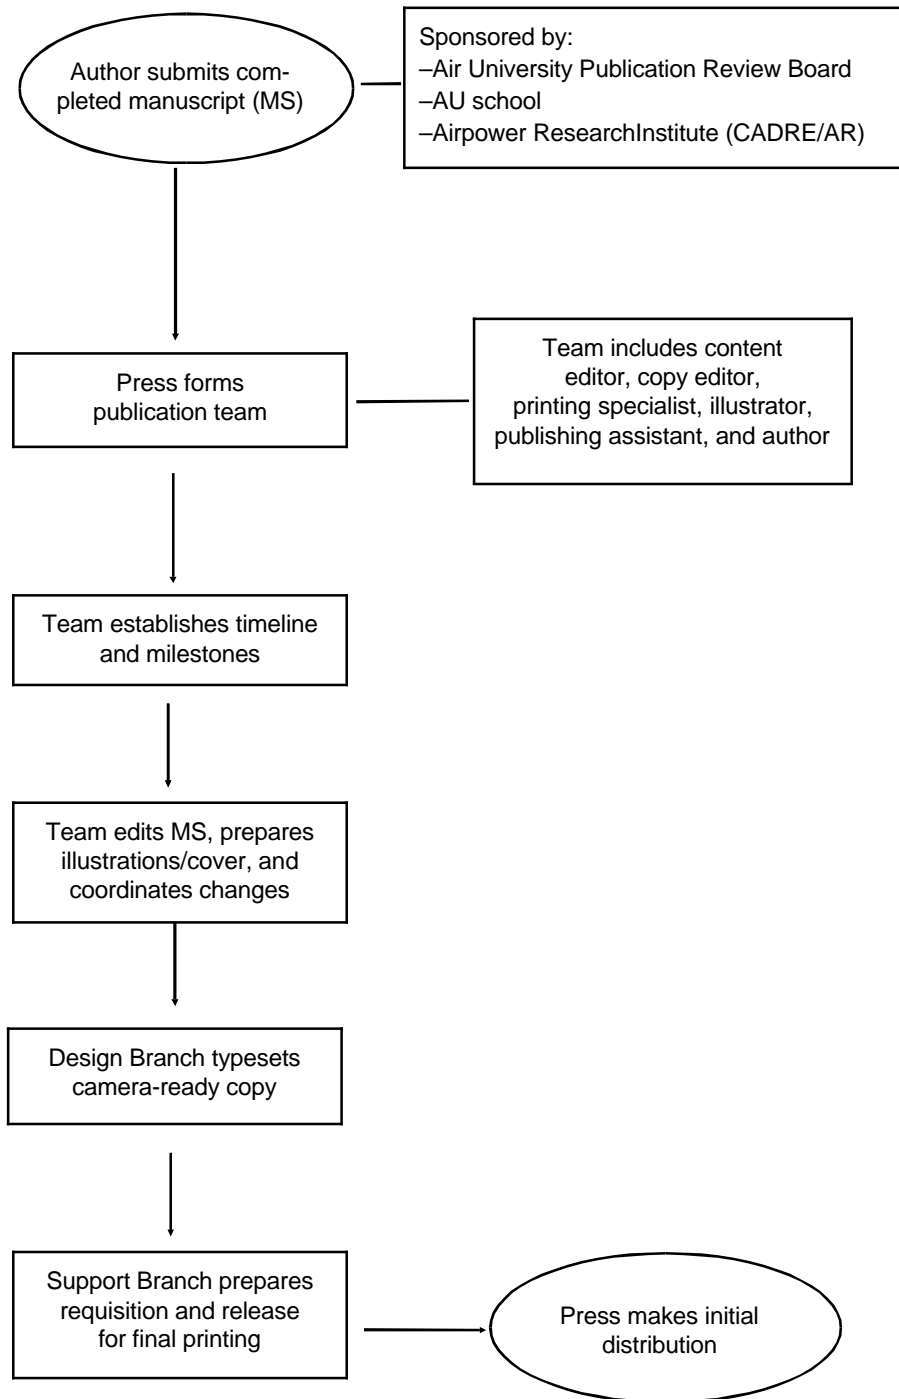 Author submits com-
pleted manuscript (MS)
Sponsored by:
–Air University Publication Review Board
–AU school
–Airpower ResearchInstitute (CADRE/AR)
Press forms
publication team
Team includes content
editor, copy editor,
printing specialist, illustrator,
publishing assistant, and author
Team establishes timeline
and milestones
Team edits MS, prepares
illustrations/cover, and
coordinates changes
Design Branch typesets
camera-ready copy
Support Branch prepares
requisition and release
for final printing
Press makes initial
distribution